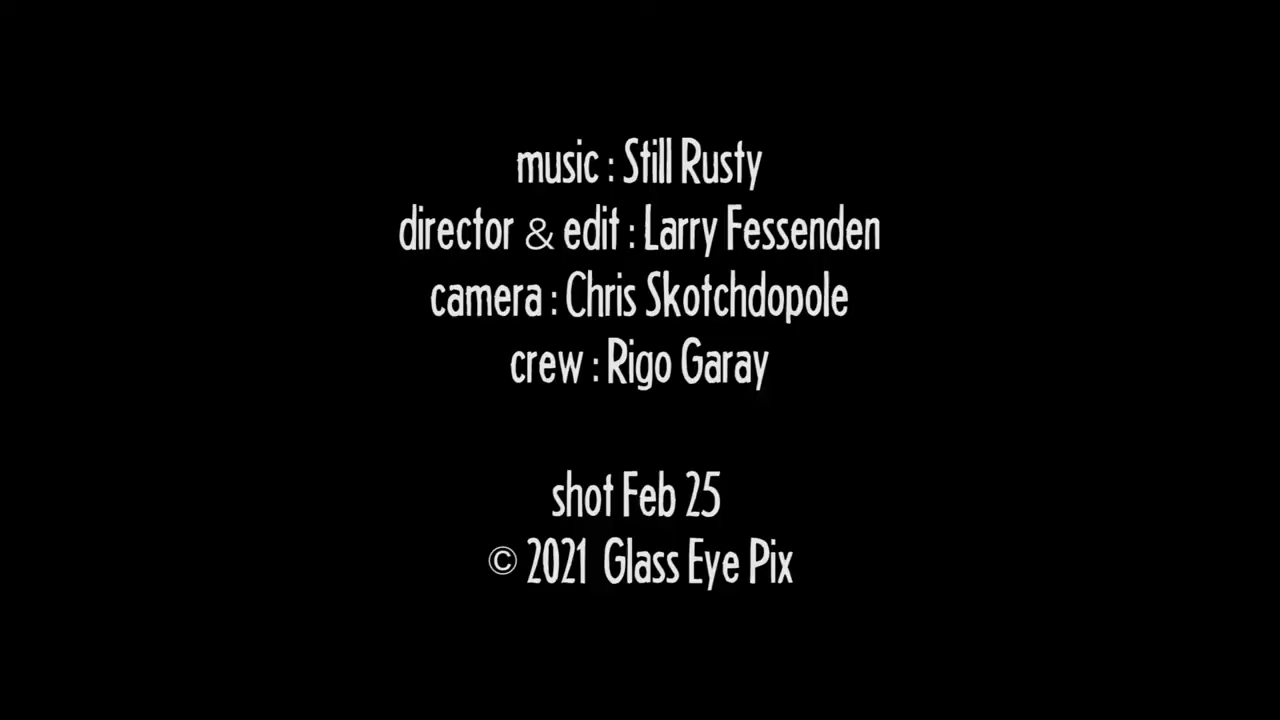 music : Still Rusty
director & edit : Larry Fessenden
camera : Chris Skotchdopole
crew : Rigo Garay
shot Feb 25
© 2021 Glass Eye Pix